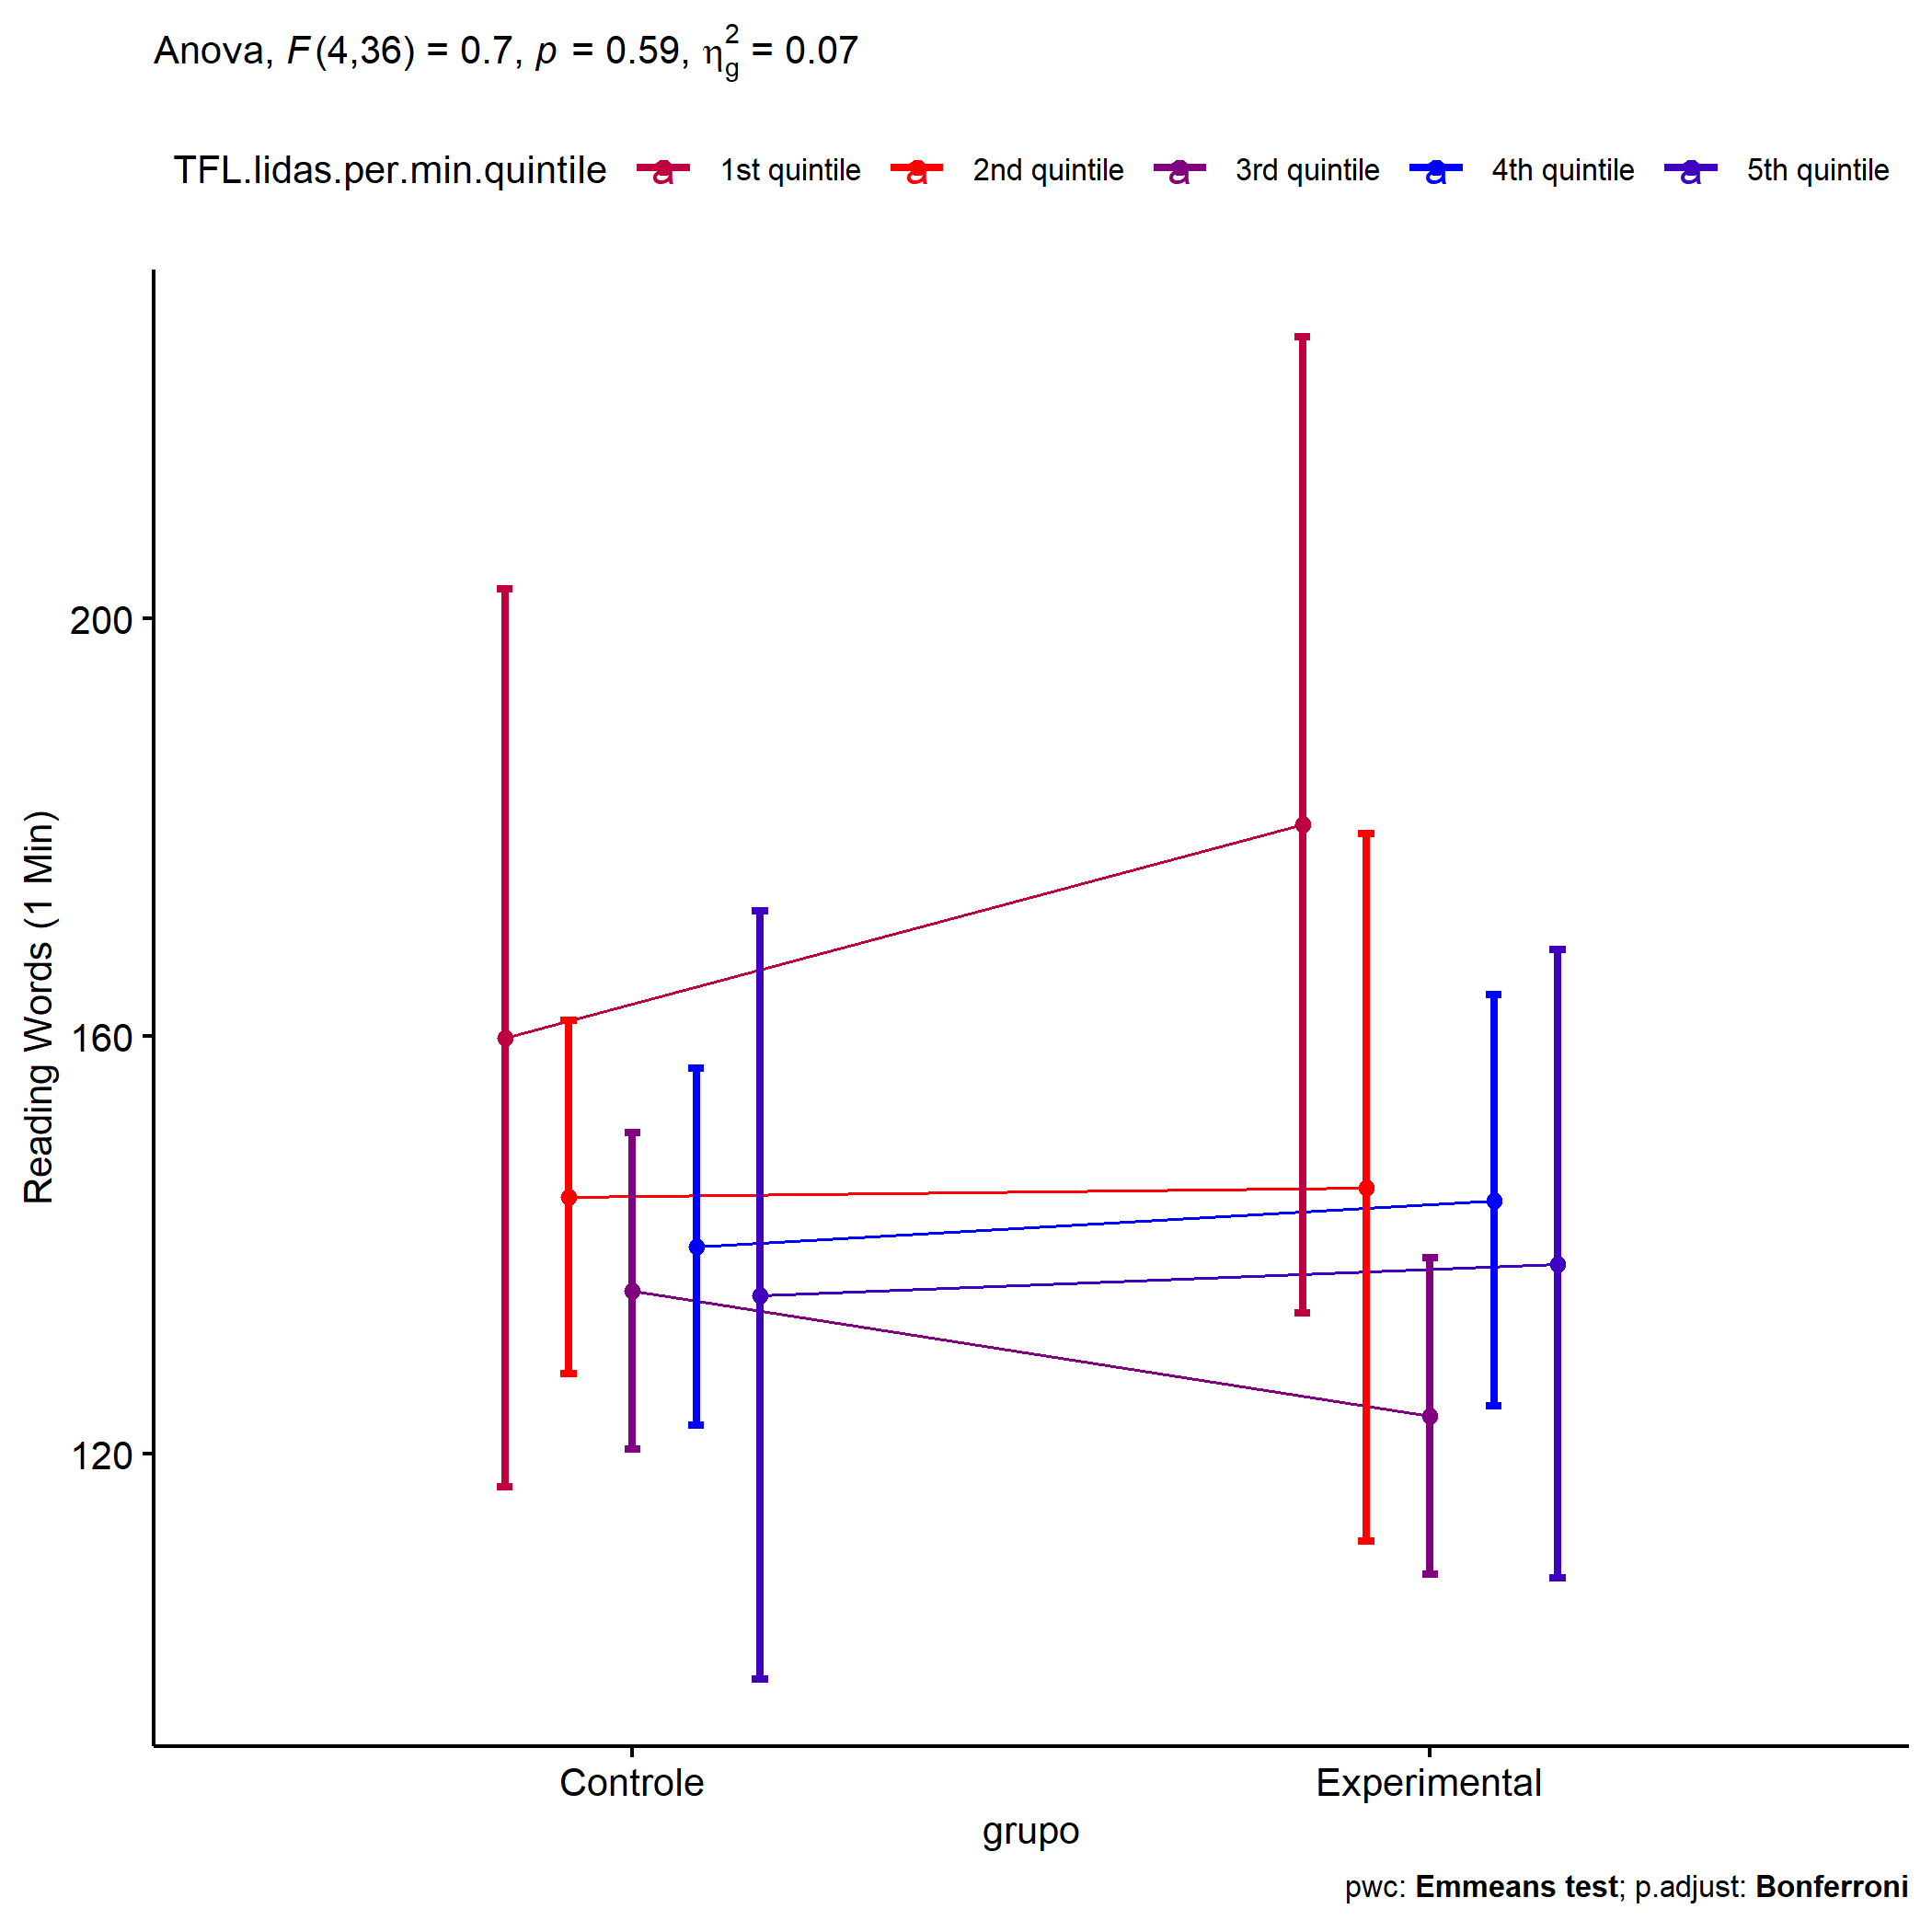 Anova, F(4,36) = 0.7, p = 0.59, η²g = 0.07
TFL.lidas.per.min.quintile a 1st quintile a 2nd quintile a 3rd quintile a 4th quintile a 5th quintile
Reading Words (1 Min)
200
160
120
Controle Experimental
grupo
pwc: Emmeans test; p.adjust: Bonferroni